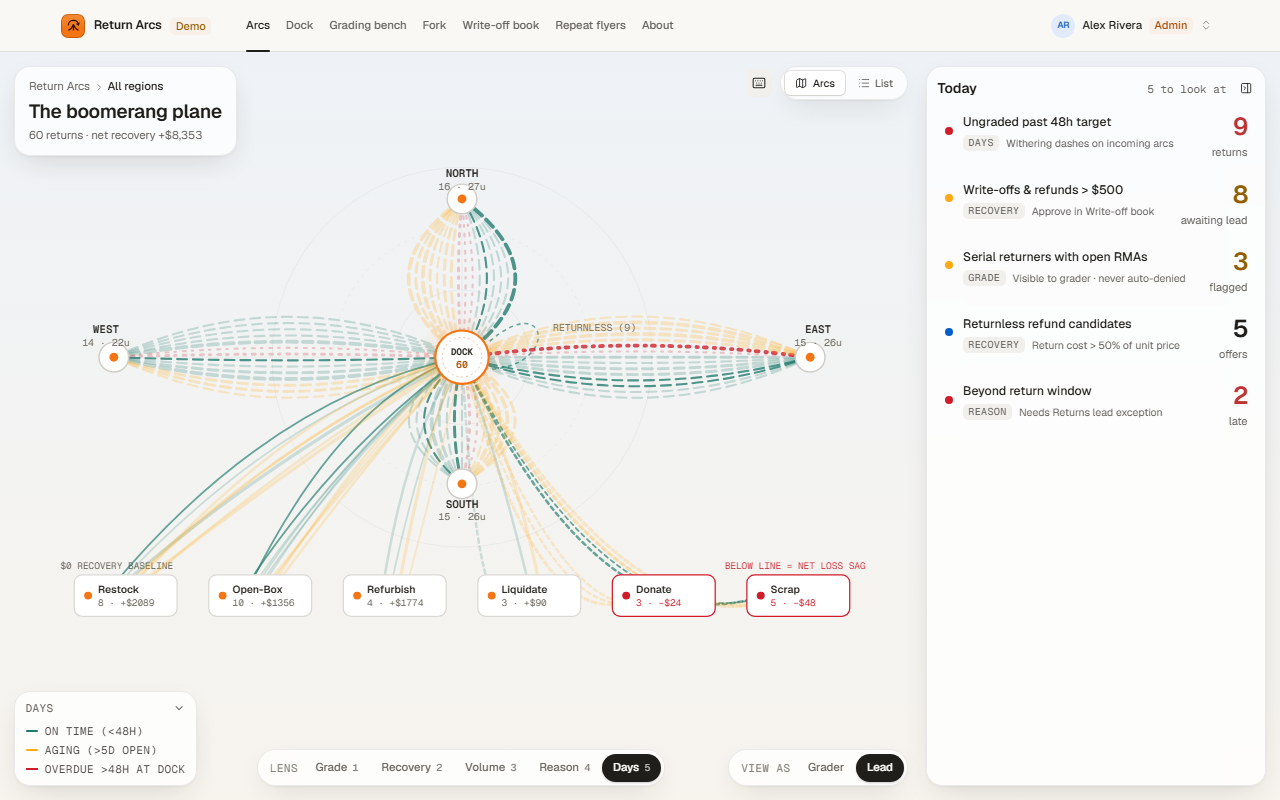 Return Arcs
Demo
Arcs
Dock
Grading bench
Fork
Write-off book
Repeat flyers
About
AR
Alex Rivera
Admin
Return Arcs › All regions
The boomerang plane
60 returns · net recovery +$8,353
Arcs
List
NORTH
16 · 27u
WEST
14 · 22u
DOCK
60
RETURNLESS (9)
EAST
15 · 26u
SOUTH
15 · 26u
$0 RECOVERY BASELINE
BELOW LINE = NET LOSS SAG
Restock
8 · +$2089
Open-Box
10 · +$1356
Refurbish
4 · +$1774
Liquidate
3 · +$90
Donate
3 · −$24
Scrap
5 · −$48
DAYS
ON TIME (<48H)
AGING (>5D OPEN)
OVERDUE >48H AT DOCK
LENS
Grade 1
Recovery 2
Volume 3
Reason 4
Days 5
VIEW AS
Grader
Lead
Today
5 to look at
Ungraded past 48h target
DAYS
Withering dashes on incoming arcs
9
returns
Write-offs & refunds > $500
RECOVERY
Approve in Write-off book
8
awaiting lead
Serial returners with open RMAs
GRADE
Visible to grader · never auto-denied
3
flagged
Returnless refund candidates
RECOVERY
Return cost > 50% of unit price
5
offers
Beyond return window
REASON
Needs Returns lead exception
2
late